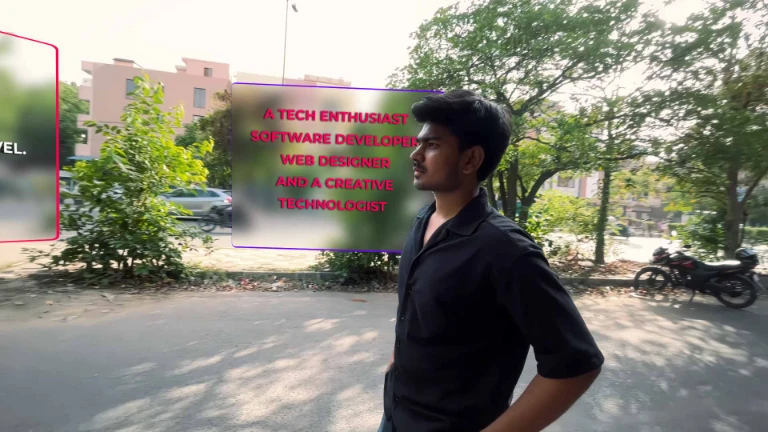 VEL.
A TECH ENTHUSIAST
SOFTWARE DEVELOPER
WEB DESIGNER
AND A CREATIVE
TECHNOLOGIST